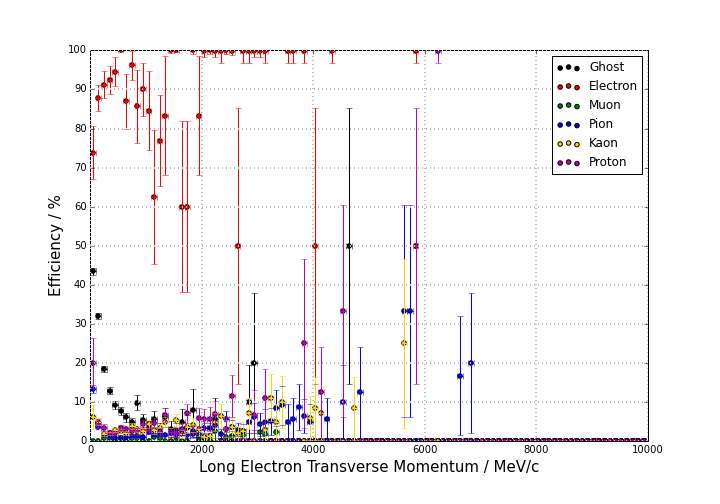 100
90
80
70
60
50
40
30
20
10
0
Efficiency / %
Ghost
Electron
Muon
Pion
Kaon
Proton
0 2000 4000 6000 8000 10000
Long Electron Transverse Momentum / MeV/c